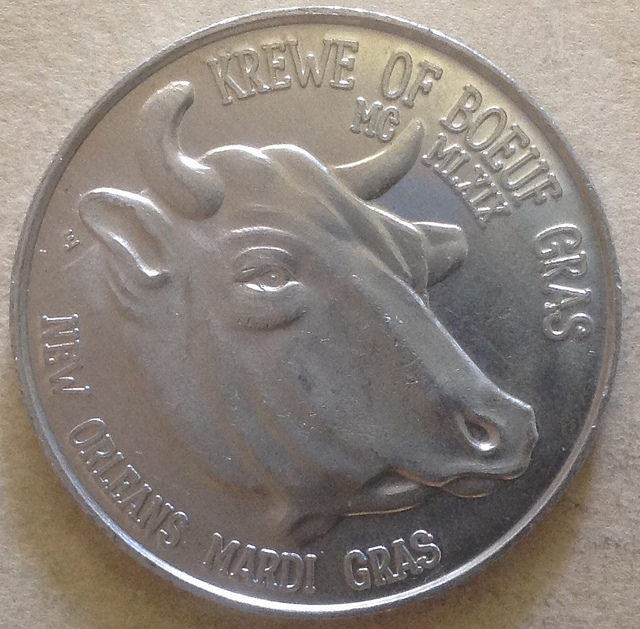 KREWE OF BOEUF GRAS
MG MLXIX
NEW ORLEANS MARDI GRAS